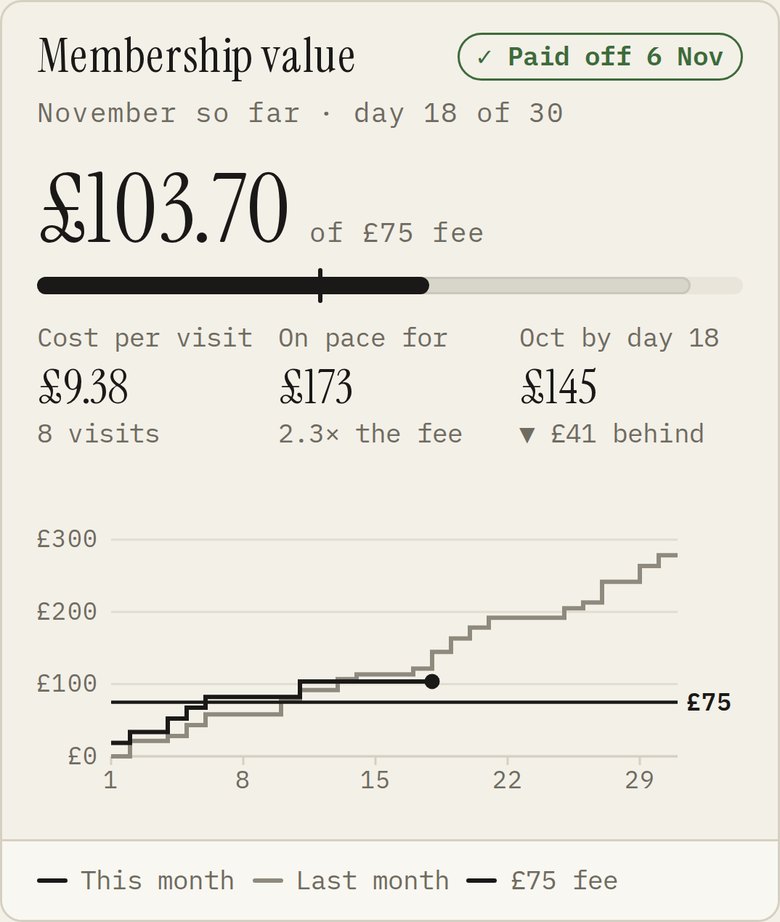 Membership value
✓ Paid off 6 Nov
November so far · day 18 of 30
£103.70 of £75 fee
Cost per visit
£9.38
8 visits
On pace for
£173
2.3× the fee
Oct by day 18
£145
▼ £41 behind
£300
£200
£100
£75
£0
1 8 15 22 29
This month Last month £75 fee